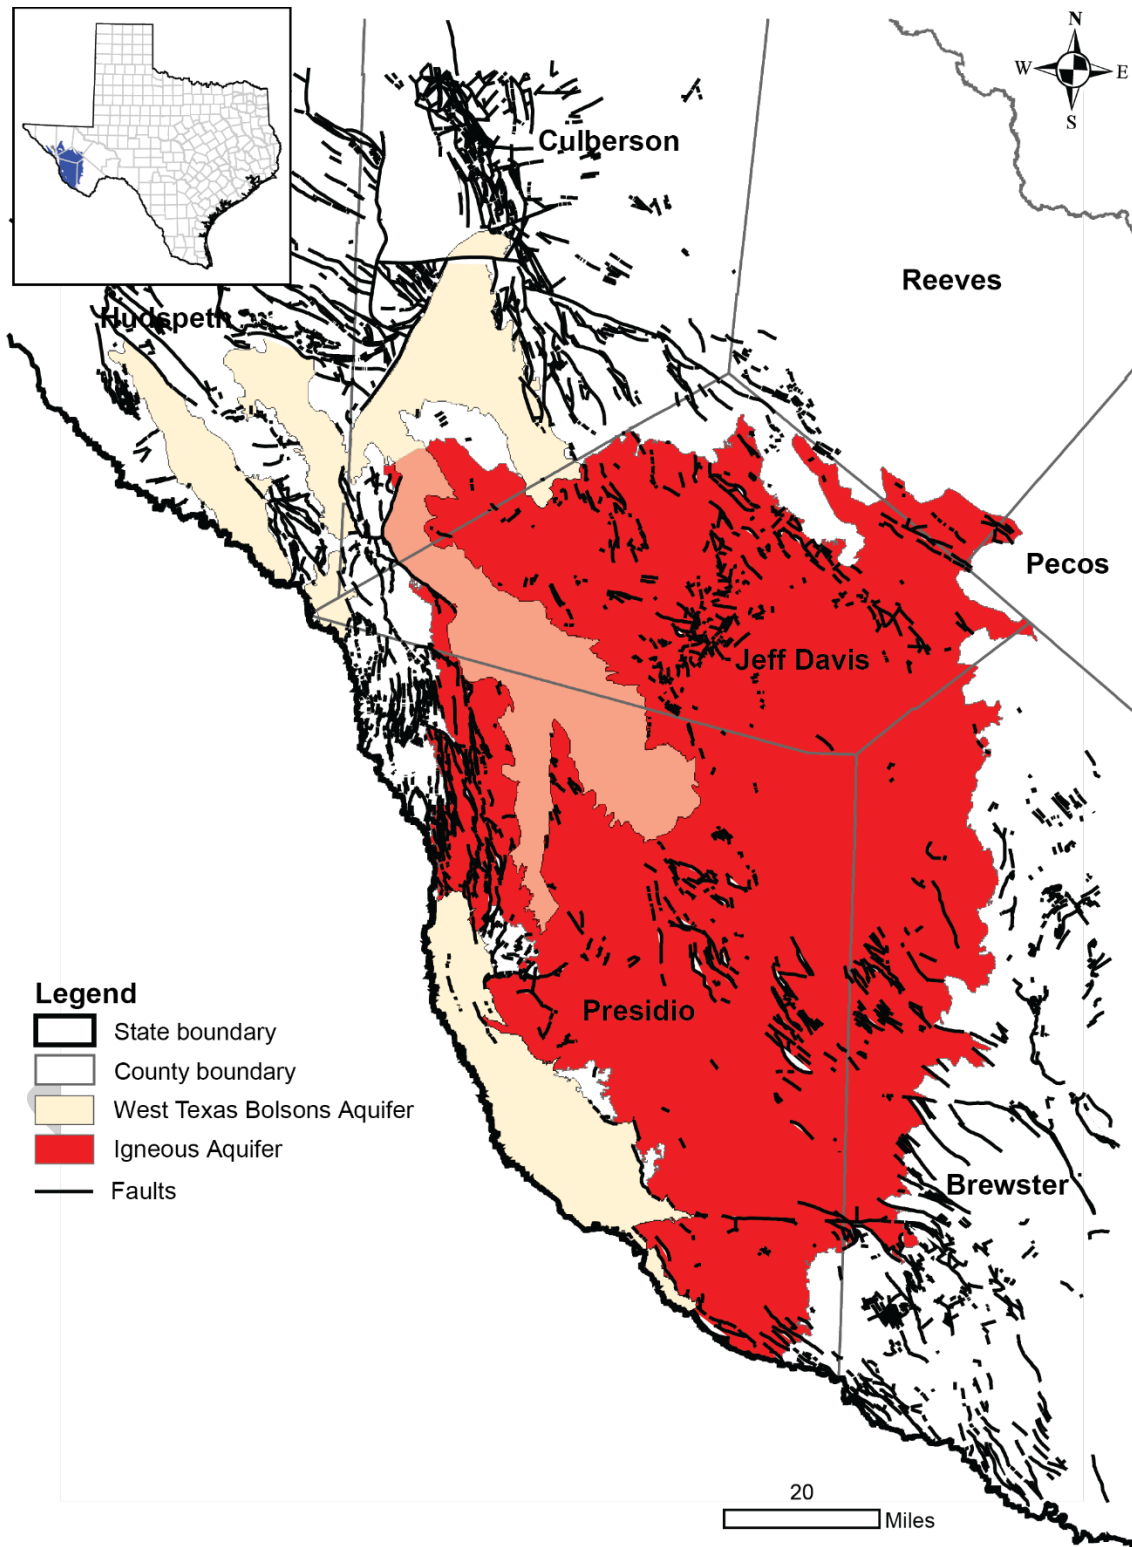 N
W E
S
Culberson
Reeves
Hudspeth
Pecos
Jeff Davis
Presidio
Legend
State boundary
County boundary
West Texas Bolsons Aquifer
Igneous Aquifer
Faults
Brewster
20
Miles